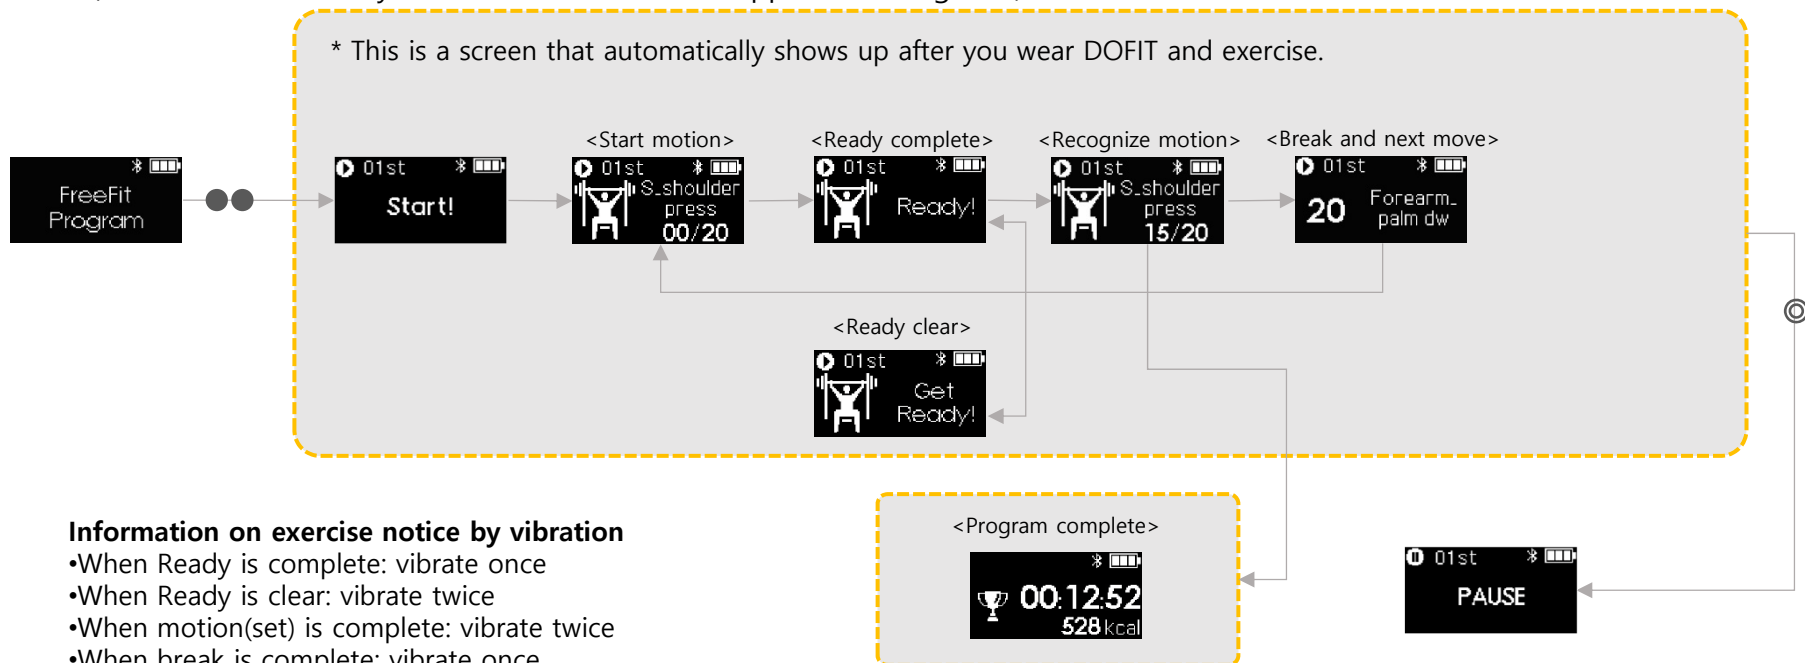 * This is a screen that automatically shows up after you wear DOFIT and exercise.
<Start motion>
<Ready complete>
<Recognize motion>
<Break and next move>
FreeFit
Program
01st
Start!
01st
S_shoulder
press
00/20
01st
Ready!
01st
S_shoulder
press
15/20
01st
20
Forearm_
palm dw
<Ready clear>
01st
Get
Ready!
Information on exercise notice by vibration
•When Ready is complete: vibrate once
•When Ready is clear: vibrate twice
•When motion(set) is complete: vibrate twice
•When break is complete: vibrate once
<Program complete>
00:12:52
528 kcal
01st
PAUSE